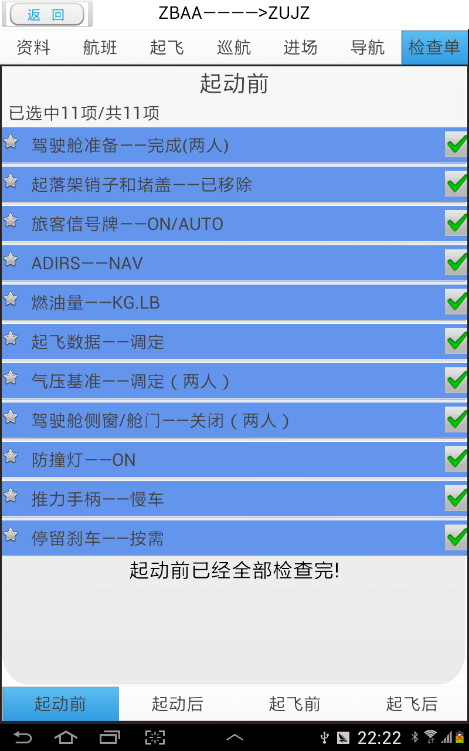 返 回
ZBAA————>ZUJZ
资料 航班 起飞 巡航 进场 导航 检查单
起动前
已选中11项/共11项
驾驶舱准备——完成(两人)
起落架销子和堵盖——已移除
旅客信号牌——ON/AUTO
ADIRS——NAV
燃油量——KG.LB
起飞数据——调定
气压基准——调定（两人）
驾驶舱侧窗/舱门——关闭（两人）
防撞灯——ON
推力手柄——慢车
停留刹车——按需
起动前已经全部检查完!
起动前 起动后 起飞前 起飞后
22:22